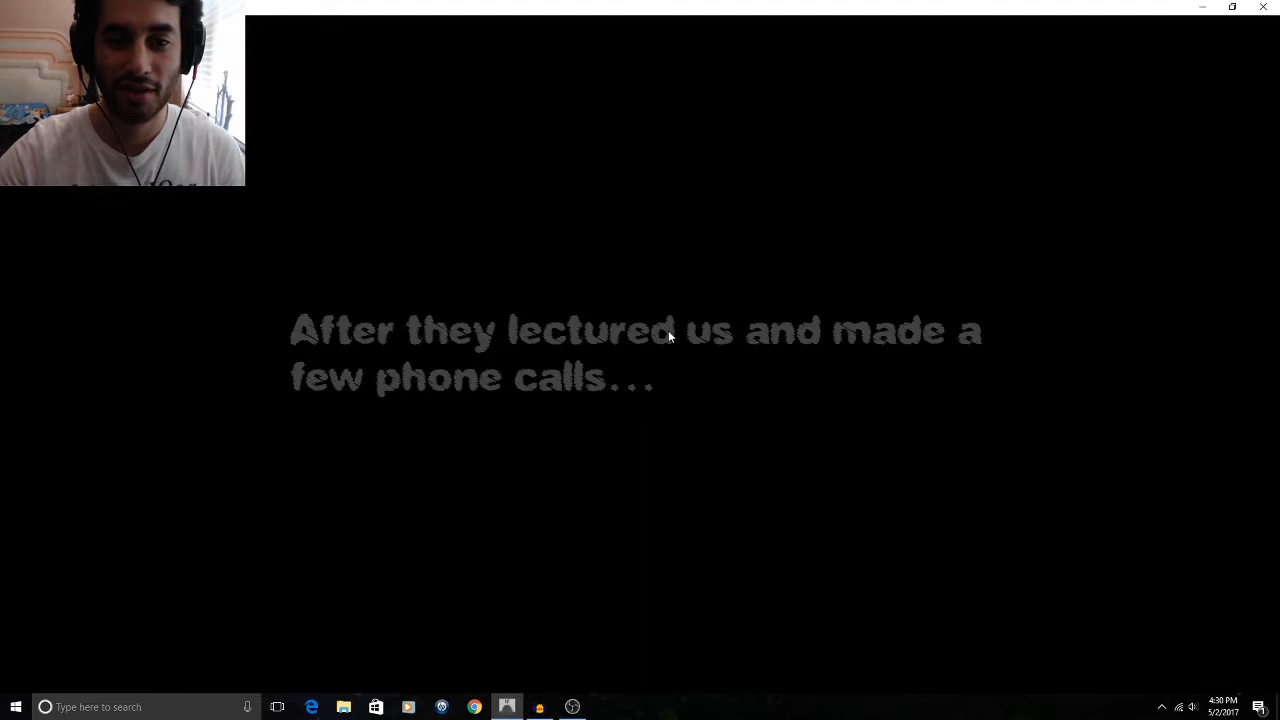 After they lectured us and made a
few phone calls...
Type here to search
4:30 PM
5/2/2017